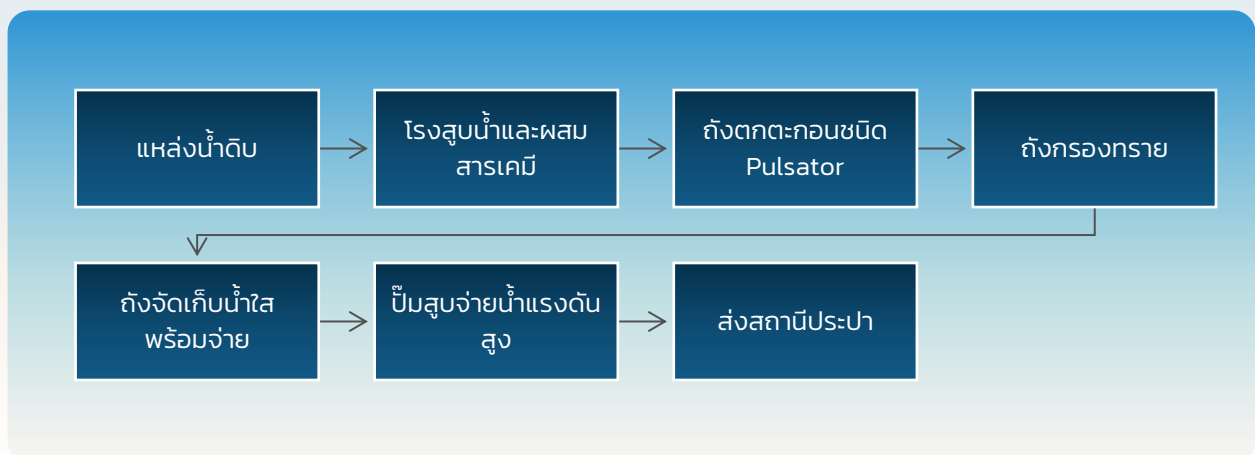 แหล่งน้ำดิบ
โรงสูบน้ำและผสม
สารเคมี
ถังตกตะกอนชนิด
Pulsator
ถังกรองทราย
ถังจัดเก็บน้ำใส
พร้อมจ่าย
ปั๊มสูบจ่ายน้ำแรงดัน
สูง
ส่งสถานีประปา